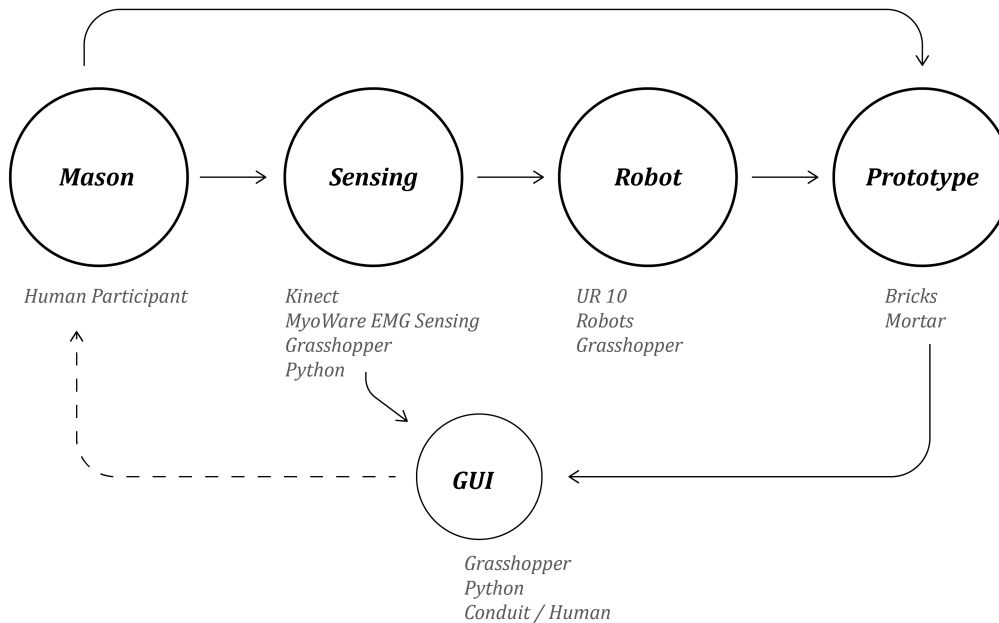 Mason
Sensing
Robot
Prototype
Human Participant
Kinect
MyoWare EMG Sensing
Grasshopper
Python
UR 10
Robots
Grasshopper
Bricks
Mortar
GUI
Grasshopper
Python
Conduit / Human